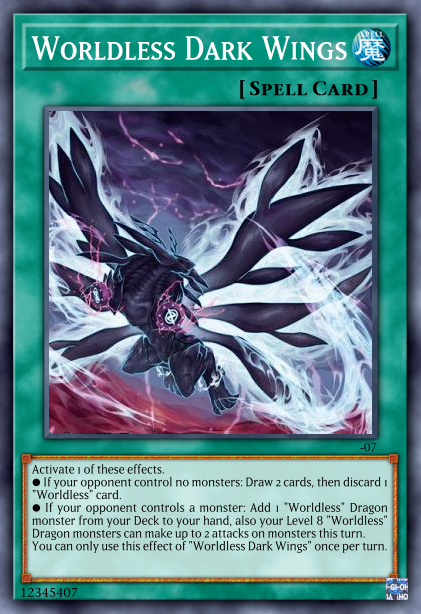 WORLDLESS DARK WINGS 魔
[SPELL CARD]
-07
Activate 1 of these effects.
● If your opponent control no monsters: Draw 2 cards, then discard 1
"Worldless" card.
● If your opponent controls a monster: Add 1 "Worldless" Dragon
monster from your Deck to your hand, also your Level 8 "Worldless"
Dragon monsters can make up to 2 attacks on monsters this turn.
You can only use this effect of "Worldless Dark Wings" once per turn.
12345407